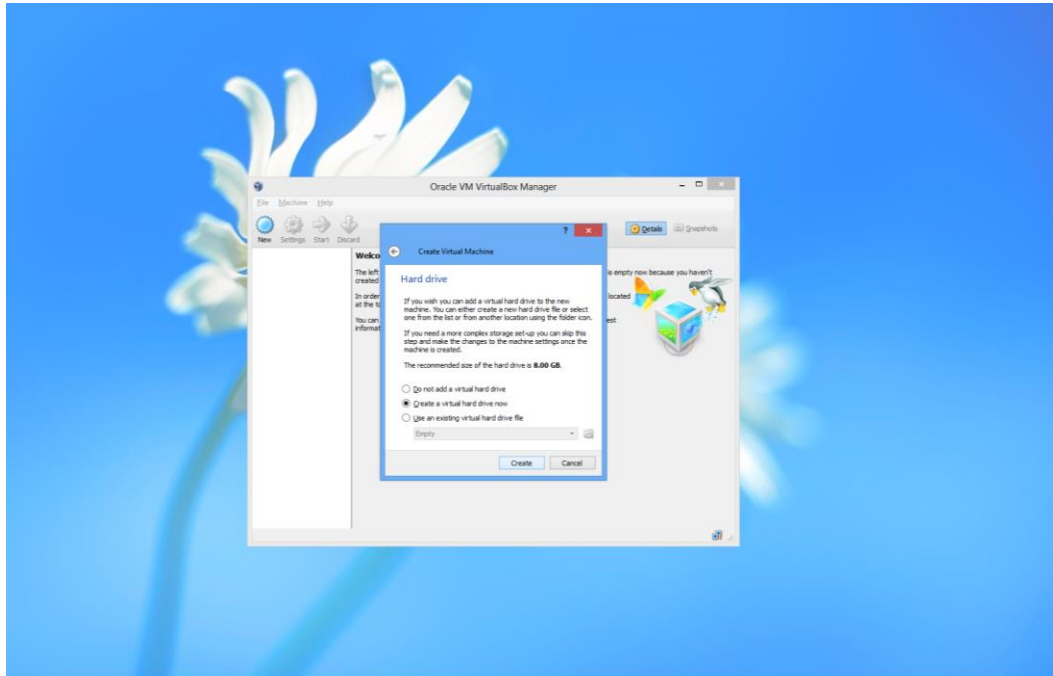 Oracle VM VirtualBox Manager
File Machine Help
New Settings Start Discard
Details Snapshots
Welco
The left
is empty now because you haven't
created
In order
located
at the to
You can
est
informat
?
Create Virtual Machine
Hard drive
If you wish you can add a virtual hard drive to the new
machine. You can either create a new hard drive file or select
one from the list or from another location using the folder icon.
If you need a more complex storage set-up you can skip this
step and make the changes to the machine settings once the
machine is created.
The recommended size of the hard drive is 8.00 GB.
Do not add a virtual hard drive
Create a virtual hard drive now
Use an existing virtual hard drive file
Empty
Create Cancel